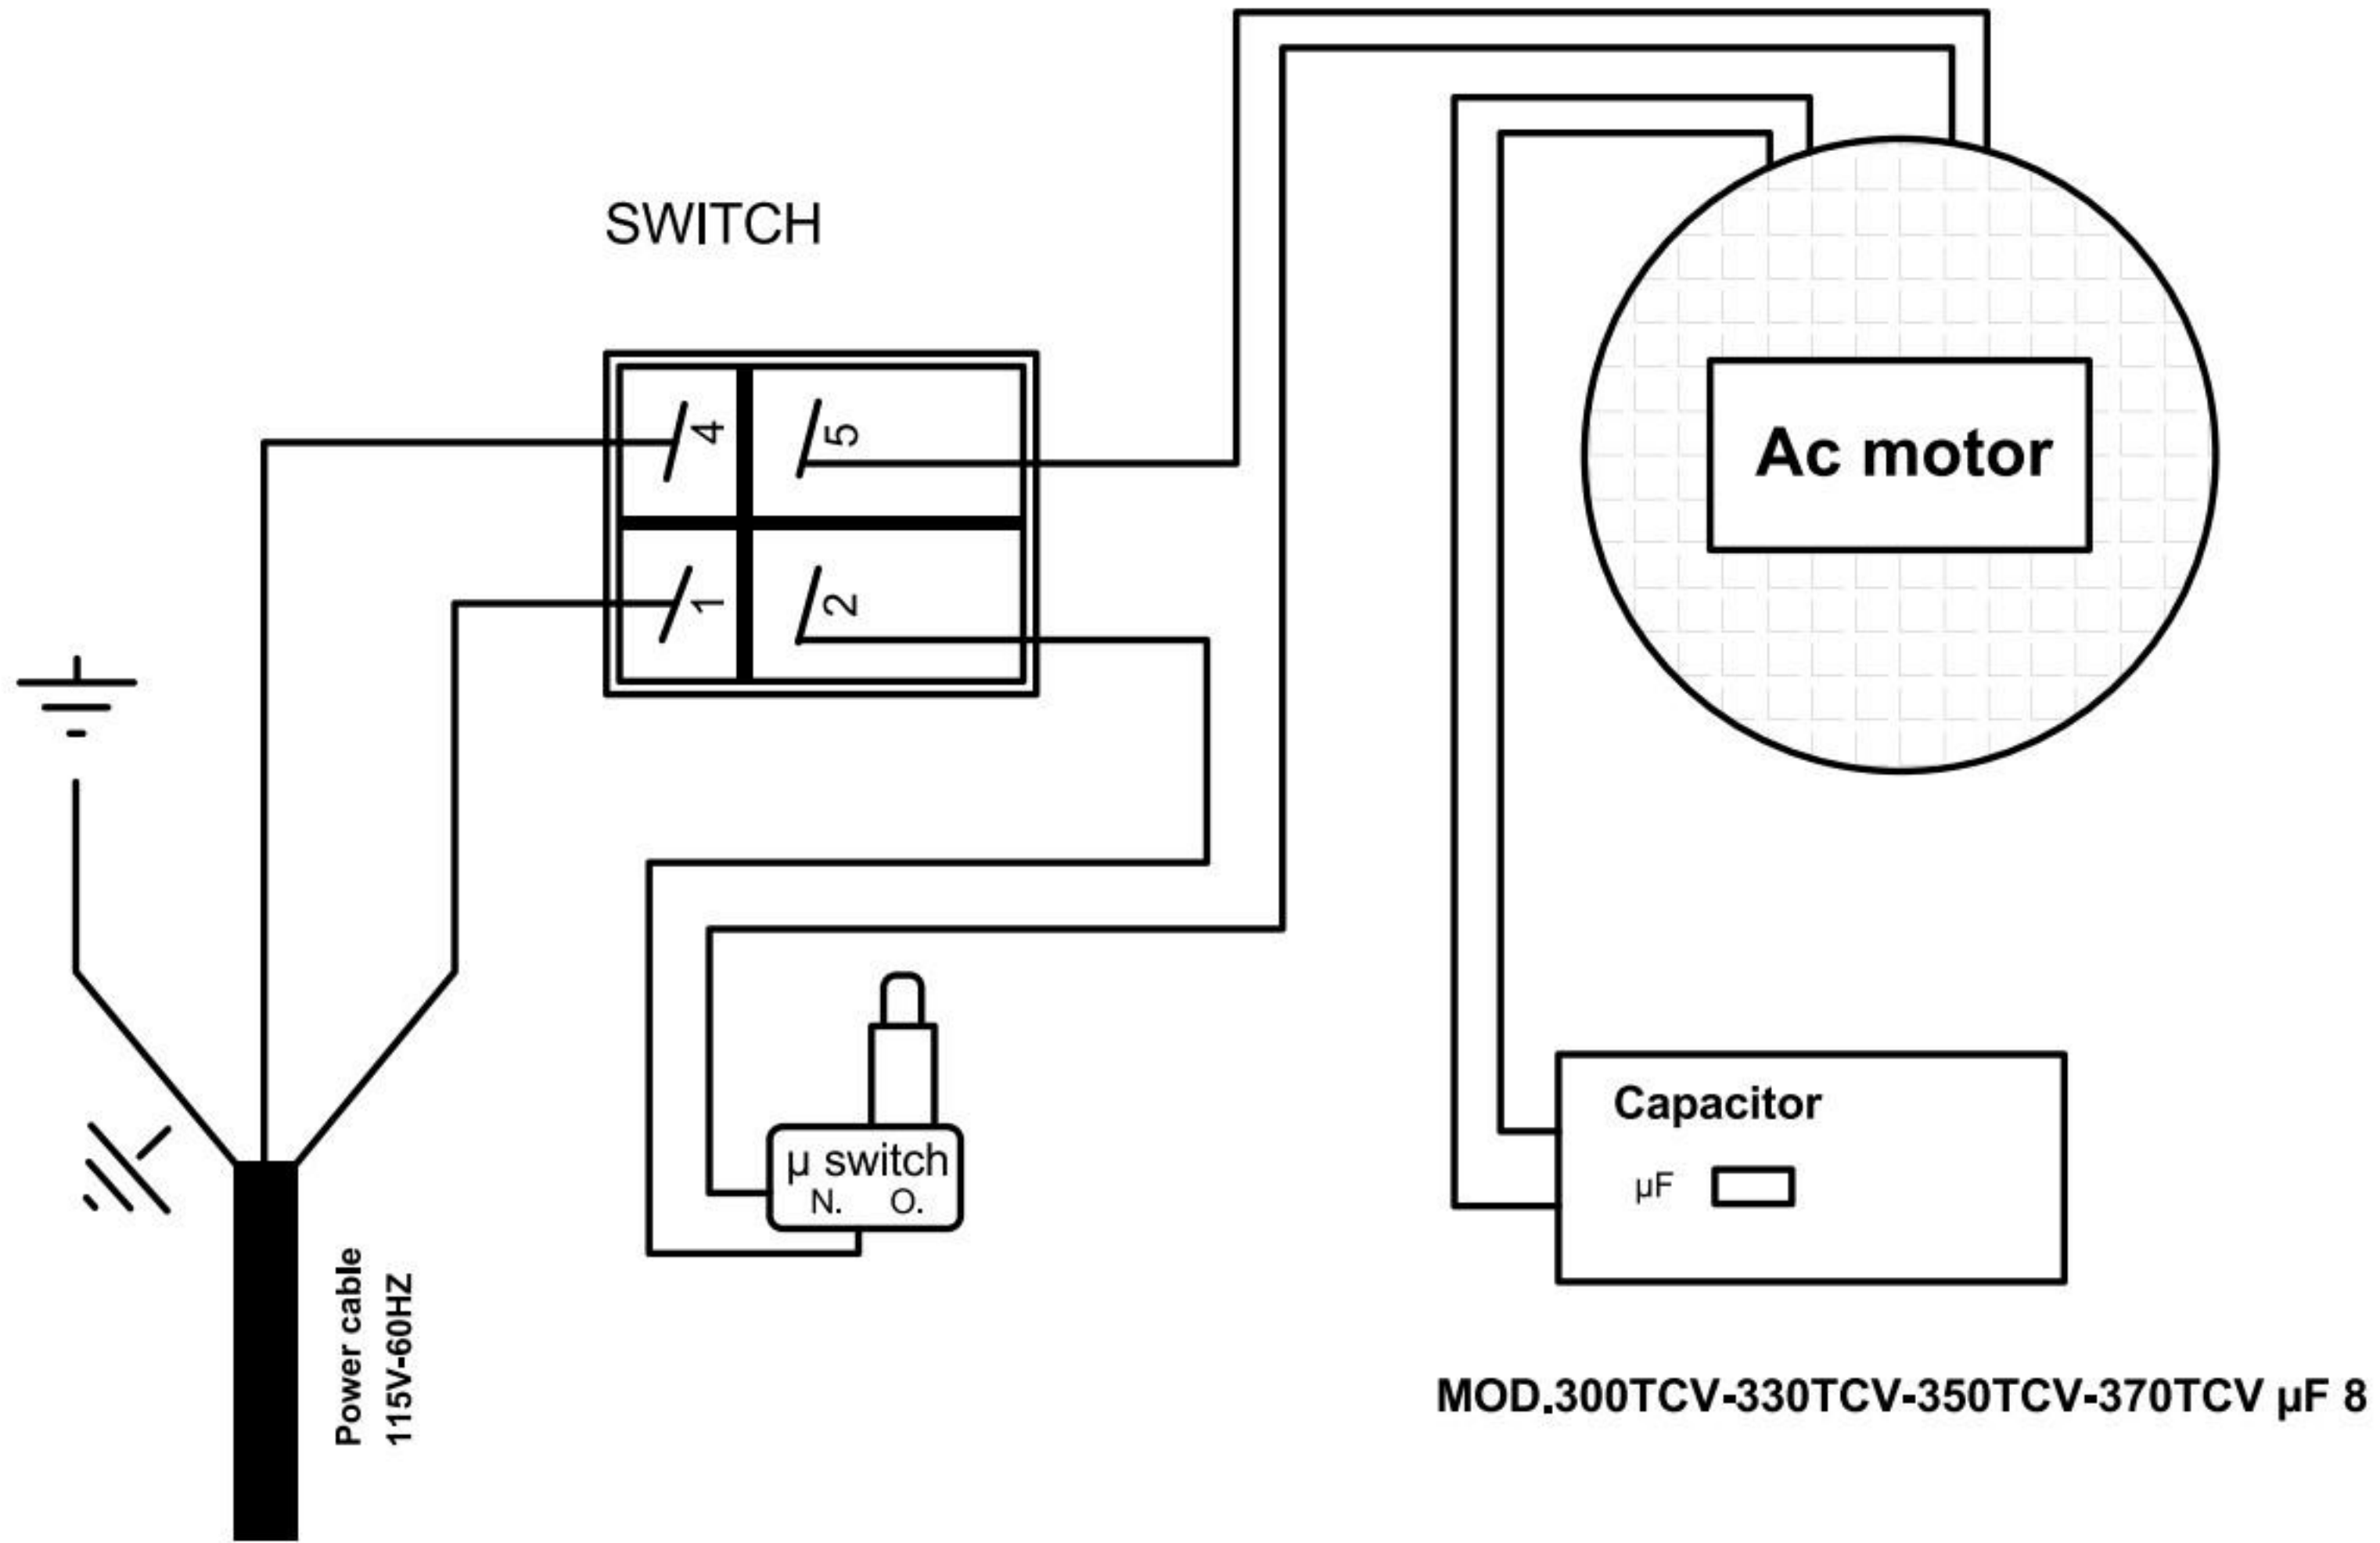 SWITCH
4
5
1
2
Ac motor
µ switch
N. O.
Capacitor
µF
Power cable
115V-60HZ
MOD.300TCV-330TCV-350TCV-370TCV µF 8